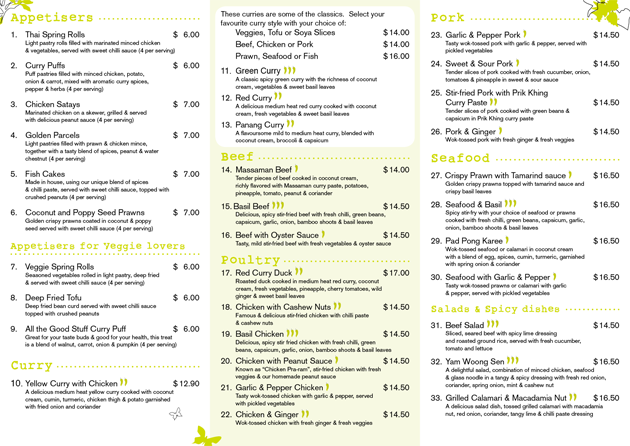 Appetisers
1. Thai Spring Rolls $ 6.00
Light pastry rolls filled with marinated minced chicken
& vegetables, served with sweet chilli sauce (4 per serving)
2. Curry Puffs $ 6.00
Puff pastries filled with minced chicken, potato,
onion & carrot, mixed with aromatic curry spices,
pepper & herbs (4 per serving)
3. Chicken Satays $ 7.00
Marinated chicken on a skewer, grilled & served
with delicious peanut sauce (4 per serving)
4. Golden Parcels $ 7.00
Light pastries filled with prawn & chicken mince,
together with a tasty blend of spices, peanut & water
chestnut (4 per serving)
5. Fish Cakes $ 7.00
Made in house, using our unique blend of spices
& chilli paste, served with sweet chilli sauce, topped with
crushed peanuts (4 per serving)
6. Coconut and Poppy Seed Prawns $ 7.00
Golden crispy prawns coated in coconut & poppy
seed served with sweet chilli sauce (4 per serving)
Appetisers for Veggie lovers
7. Veggie Spring Rolls $ 6.00
Seasoned vegetables rolled in light pastry, deep fried
& served with sweet chilli sauce (4 per serving)
8. Deep Fried Tofu $ 6.00
Deep fried bean curd served with sweet chilli sauce
topped with crushed peanuts
9. All the Good Stuff Curry Puff $ 6.00
Great for your taste buds & good for your health, this treat
is a blend of walnut, carrot, onion & pumpkin (4 per serving)
Curry
10. Yellow Curry with Chicken $12.90
A delicious medium heat yellow curry cooked with coconut
cream, cumin, turmeric, chicken thigh & potato garnished
with fried onion and coriander
These curries are some of the classics. Select your
favourite curry style with your choice of:
Veggies, Tofu or Soya Slices $14.00
Beef, Chicken or Pork $14.00
Prawn, Seafood or Fish $16.00
11. Green Curry
A classic spicy green curry with the richness of coconut
cream, vegetables & sweet basil leaves
12. Red Curry
A delicious medium heat red curry cooked with coconut
cream, fresh vegetables & sweet basil leaves
13. Panang Curry
A flavoursome mild to medium heat curry, blended with
coconut cream, broccoli & capsicum
Beef
14. Massaman Beef $14.00
Tender pieces of beef cooked in coconut cream,
richly flavored with Massaman curry paste, potatoes,
pineapple, tomato, peanut & coriander
15. Basil Beef $14.50
Delicious, spicy stir-fried beef with fresh chilli, green beans,
capsicum, garlic, onion, bamboo shoots & basil leaves
16. Beef with Oyster Sauce $14.50
Tasty, mild stir-fried beef with fresh vegetables & oyster sauce
Poultry
17. Red Curry Duck $17.00
Roasted duck cooked in medium heat red curry, coconut
cream, fresh vegetables, pineapple, cherry tomatoes, wild
ginger & sweet basil leaves
18. Chicken with Cashew Nuts $14.50
Famous & delicious stir-fried chicken with chilli paste
& cashew nuts
19. Basil Chicken $14.50
Delicious, spicy stir fried chicken with fresh chilli, green
beans, capsicum, garlic, onion, bamboo shoots & basil leaves
20. Chicken with Peanut Sauce $14.50
Known as "Chicken Pra-ram", stir-fried chicken with fresh
veggies & our homemade peanut sauce
21. Garlic & Pepper Chicken $14.50
Tasty wok-tossed chicken with garlic & pepper, served
with pickled vegetables
22. Chicken & Ginger $14.50
Wok-tossed chicken with fresh ginger & fresh veggies
Pork
23. Garlic & Pepper Pork $14.50
Tasty wok-tossed pork with garlic & pepper, served with
pickled vegetables
24. Sweet & Sour Pork $14.50
Tender slices of pork cooked with fresh cucumber, onion,
tomatoes & pineapple in sweet & sour sauce
25. Stir-fried Pork with Prik Khing
Curry Paste $14.50
Tender slices of pork cooked with green beans &
capsicum in Prik Khing curry paste
26. Pork & Ginger $14.50
Wok-tossed pork with fresh ginger & fresh veggies
Seafood
27. Crispy Prawn with Tamarind sauce $16.50
Golden crispy prawns topped with tamarind sauce and
crispy basil leaves
28. Seafood & Basil $16.50
Spicy stir-fry with your choice of seafood or prawns
cooked with fresh chilli, green beans, capsicum, garlic,
onion, bamboo shoots & basil leaves
29. Pad Pong Karee $16.50
Wok-tossed seafood or calamari in coconut cream
with a blend of egg, spices, cumin, turmeric, garnished
with spring onion & coriander
30. Seafood with Garlic & Pepper $16.50
Tasty wok-tossed prawns or calamari with garlic
& pepper, served with pickled vegetables
Salads & Spicy dishes
31. Beef Salad $14.50
Sliced, seared beef with spicy lime dressing
and roasted ground rice, served with fresh cucumber,
tomato and lettuce
32. Yam Woong Sen $16.50
A delightful salad, combination of minced chicken, seafood
& glass noodle in a tangy & spicy dressing with fresh red onion,
coriander, spring onion, mint & cashew nut
33. Grilled Calamari & Macadamia Nut $16.50
A delicious salad dish, tossed grilled calamari with macadamia
nut, red onion, coriander, tangy lime & chilli paste dressing